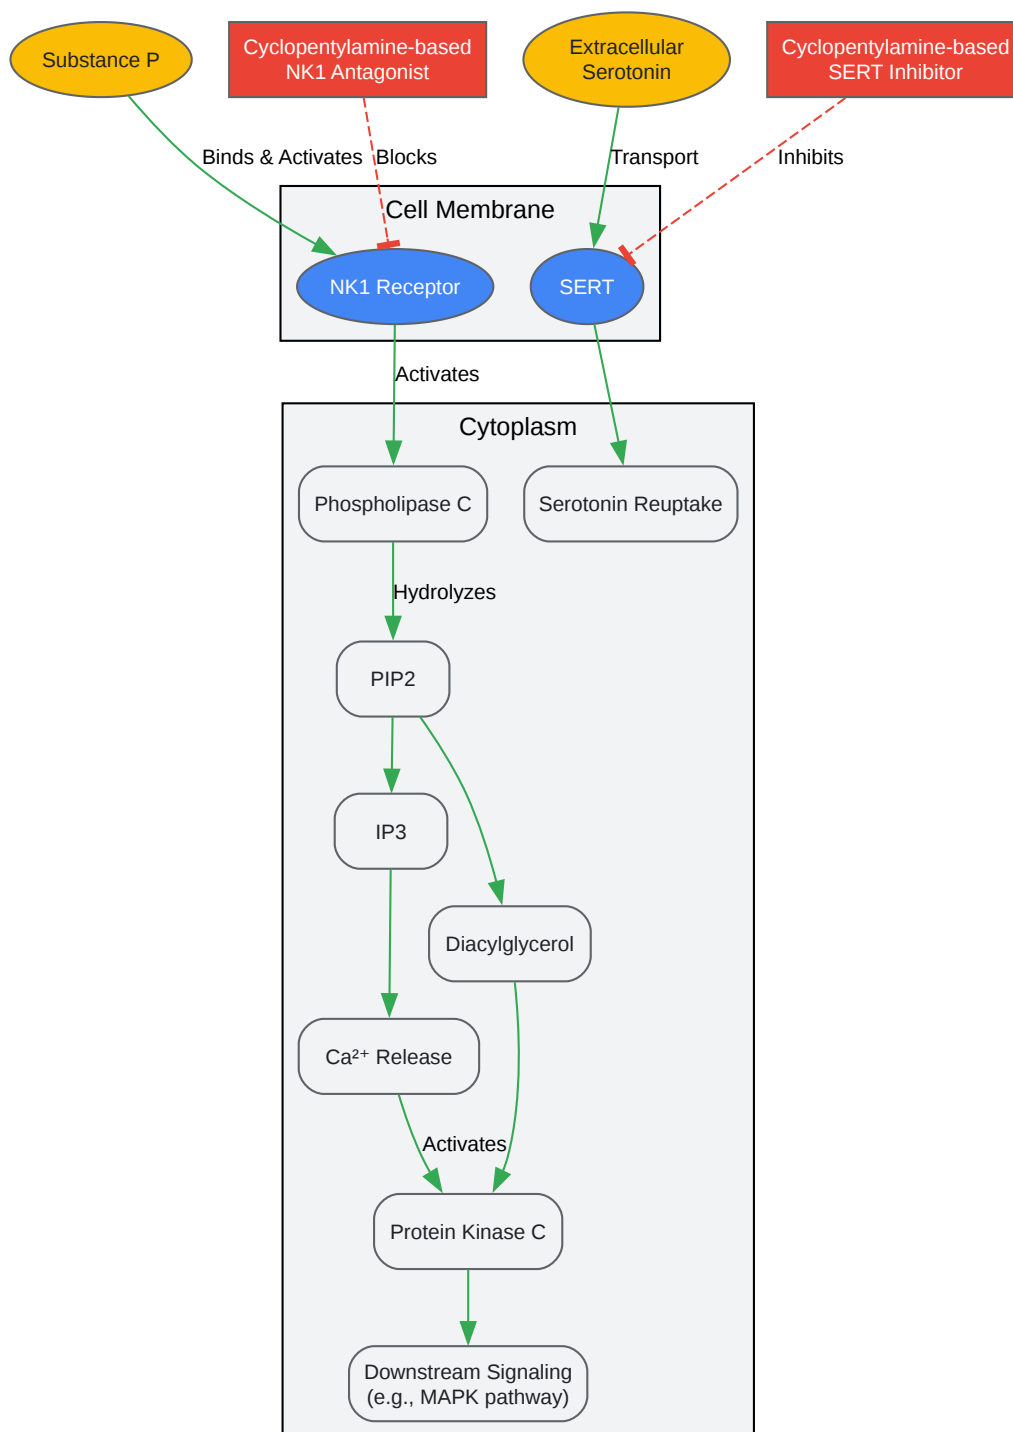 Substance P
Cyclopentylamine-based
NK1 Antagonist
Extracellular
Serotonin
Cyclopentylamine-based
SERT Inhibitor
Binds & Activates
Blocks
Transport
Inhibits
Cell Membrane
NK1 Receptor
SERT
Activates
Cytoplasm
Phospholipase C
Serotonin Reuptake
Hydrolyzes
PIP2
IP3
Diacylglycerol
Ca²⁺ Release
Activates
Protein Kinase C
Downstream Signaling
(e.g., MAPK pathway)